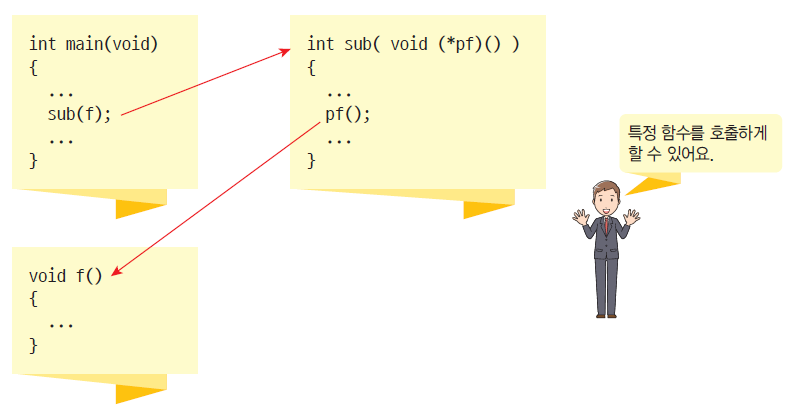 int main(void)
{
...
sub(f);
...
}
int sub( void (*pf)() )
{
...
pf();
...
}
특정 함수를 호출하게
할 수 있어요.
void f()
{
...
}